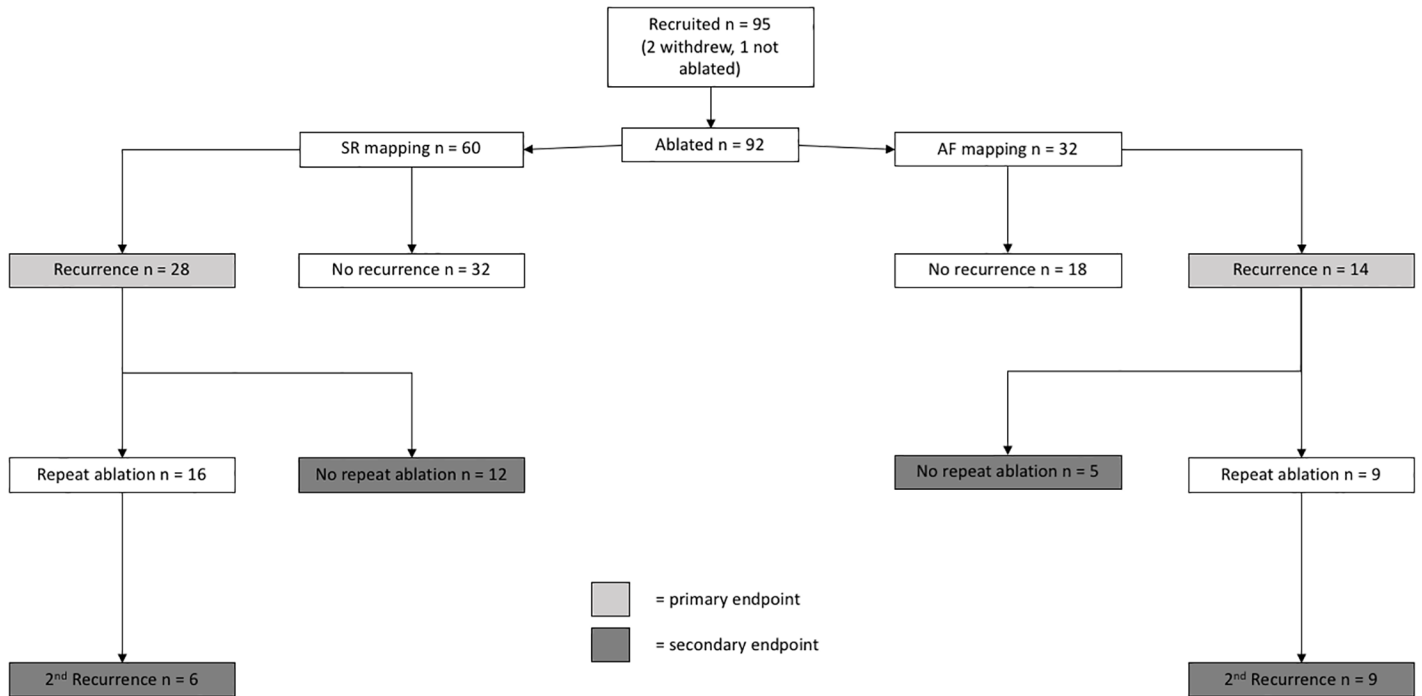 Recruited n = 95
(2 withdrew, 1 not
ablated)
SR mapping n = 60
Ablated n = 92
AF mapping n = 32
Recurrence n = 28
No recurrence n = 32
No recurrence n = 18
Recurrence n = 14
Repeat ablation n = 16
No repeat ablation n = 12
No repeat ablation n = 5
Repeat ablation n = 9
= primary endpoint
= secondary endpoint
2nd Recurrence n = 6
2nd Recurrence n = 9